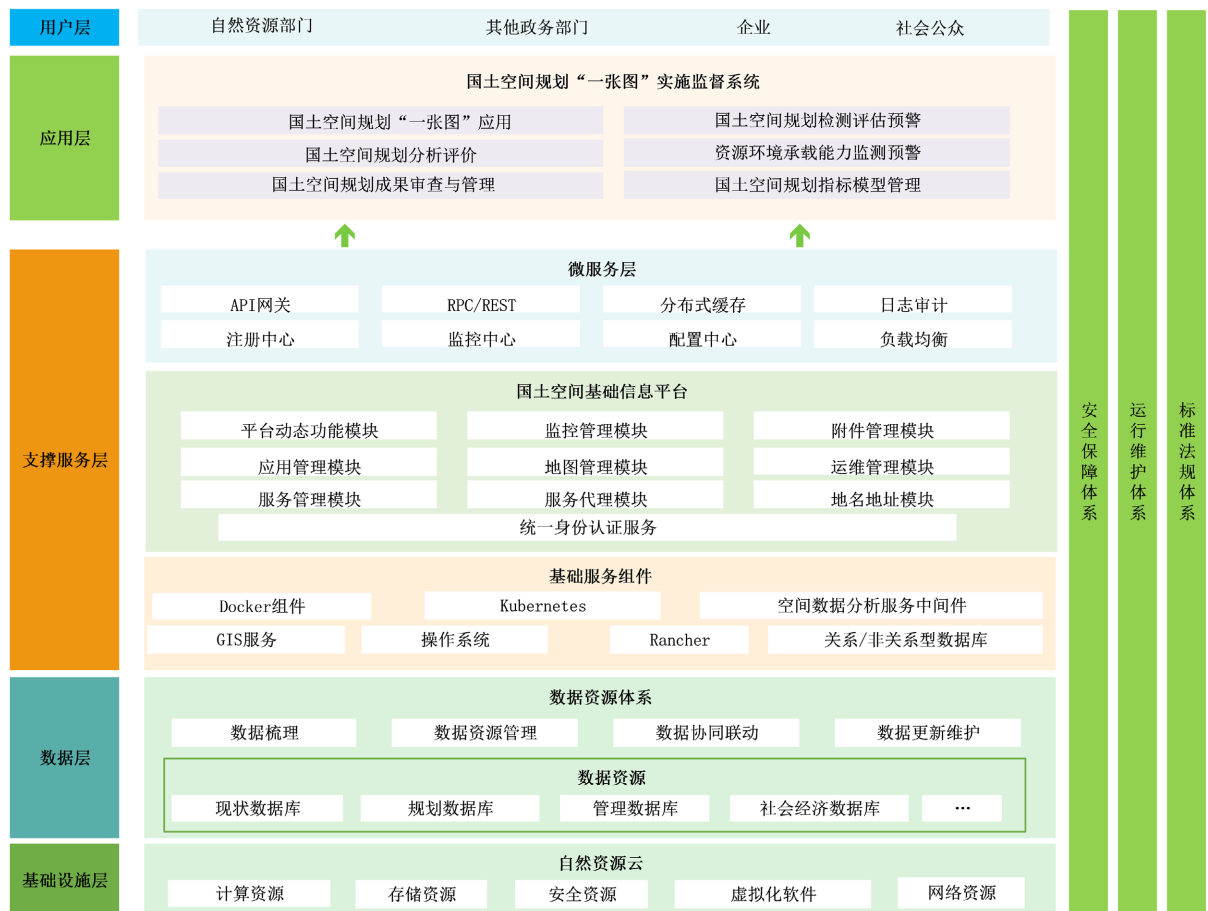 用户层
自然资源部门 其他政务部门 企业 社会公众
应用层
国土空间规划“一张图”实施监督系统
国土空间规划“一张图”应用 国土空间规划检测评估预警
国土空间规划分析评价 资源环境承载能力监测预警
国土空间规划成果审查与管理 国土空间规划指标模型管理
支撑服务层
微服务层
API网关 RPC/REST 分布式缓存 日志审计
注册中心 监控中心 配置中心 负载均衡
国土空间基础信息平台
平台动态功能模块 监控管理模块 附件管理模块
应用管理模块 地图管理模块 运维管理模块
服务管理模块 服务代理模块 地名地址模块
统一身份认证服务
基础服务组件
Docker组件 Kubernetes 空间数据分析服务中间件
GIS服务 操作系统 Rancher 关系/非关系型数据库
数据层
数据资源体系
数据梳理 数据资源管理 数据协同联动 数据更新维护
数据资源
现状数据库 规划数据库 管理数据库 社会经济数据库 …
基础设施层
自然资源云
计算资源 存储资源 安全资源 虚拟化软件 网络资源
安全保障体系
运行维护体系
标准法规体系